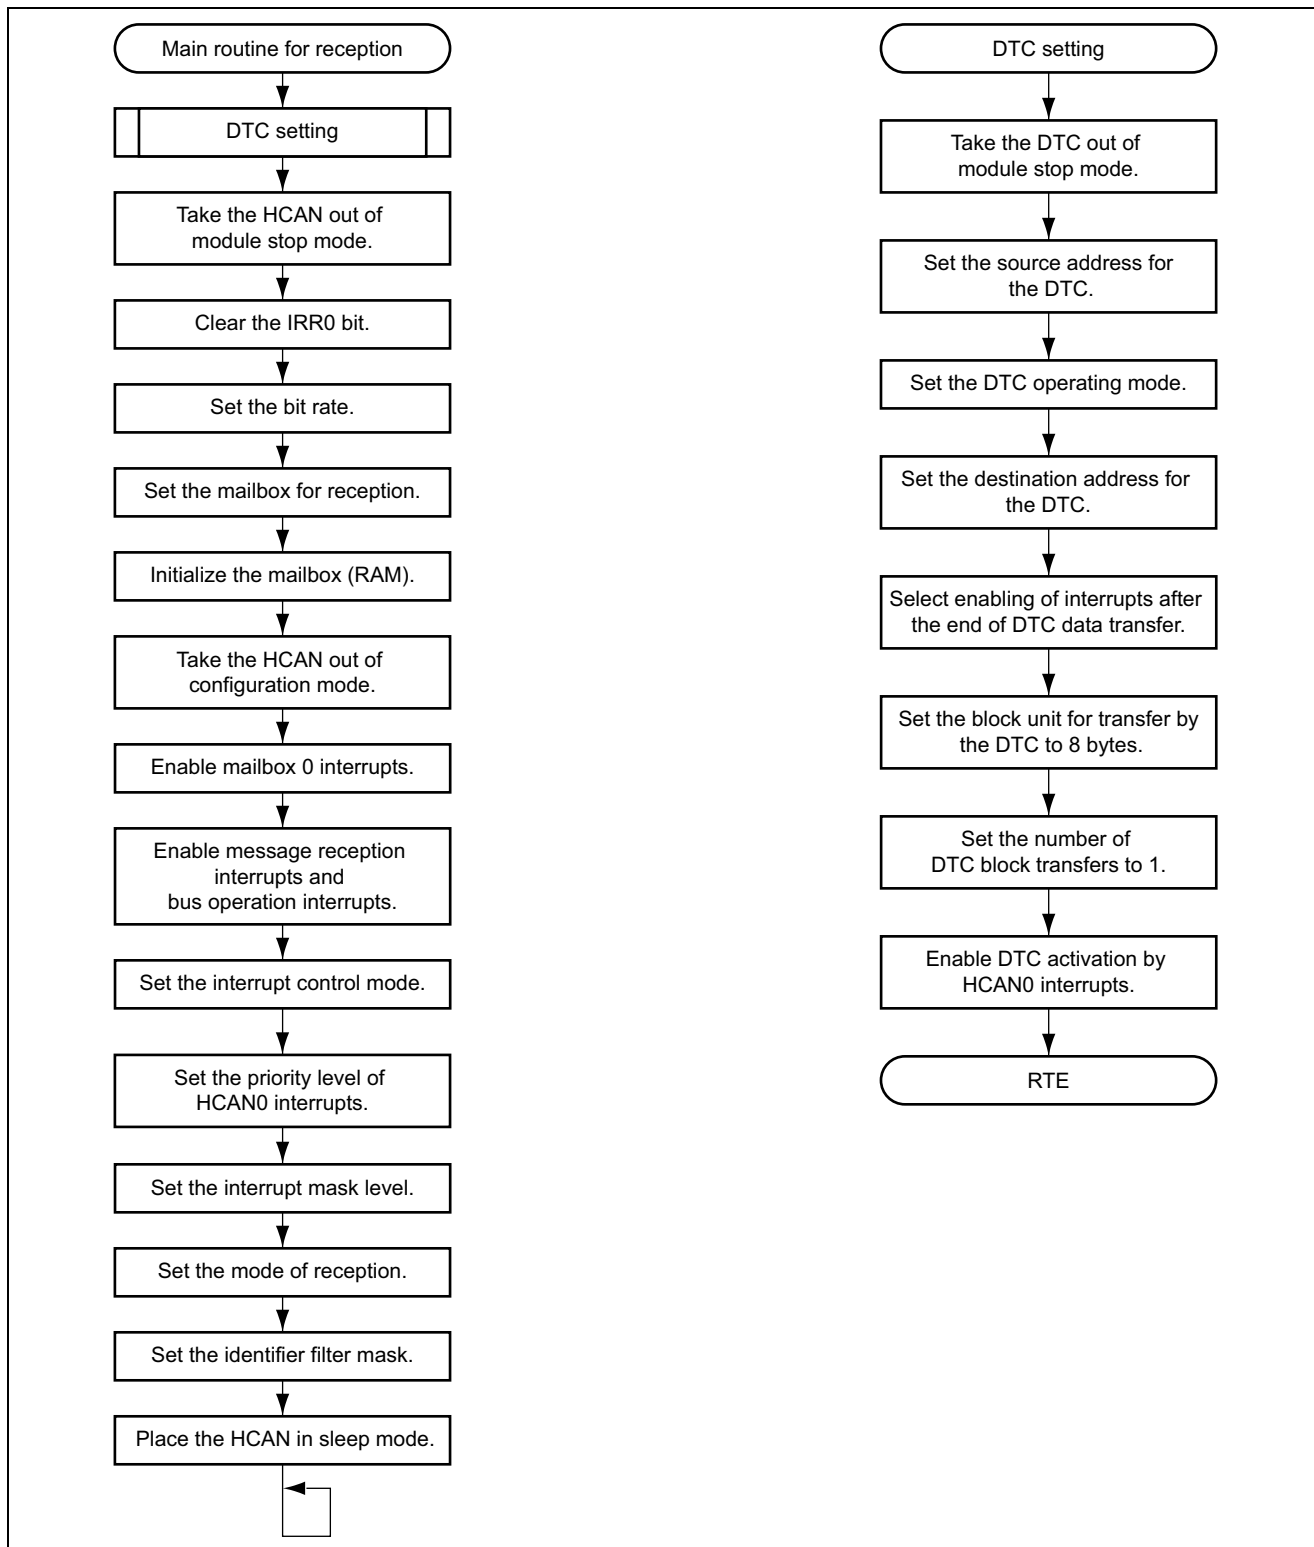 Main routine for reception
DTC setting
Take the HCAN out of
module stop mode.
Clear the IRR0 bit.
Set the bit rate.
Set the mailbox for reception.
Initialize the mailbox (RAM).
Take the HCAN out of
configuration mode.
Enable mailbox 0 interrupts.
Enable message reception
interrupts and
bus operation interrupts.
Set the interrupt control mode.
Set the priority level of
HCAN0 interrupts.
Set the interrupt mask level.
Set the mode of reception.
Set the identifier filter mask.
Place the HCAN in sleep mode.
DTC setting
Take the DTC out of
module stop mode.
Set the source address for
the DTC.
Set the DTC operating mode.
Set the destination address for
the DTC.
Select enabling of interrupts after
the end of DTC data transfer.
Set the block unit for transfer by
the DTC to 8 bytes.
Set the number of
DTC block transfers to 1.
Enable DTC activation by
HCAN0 interrupts.
RTE